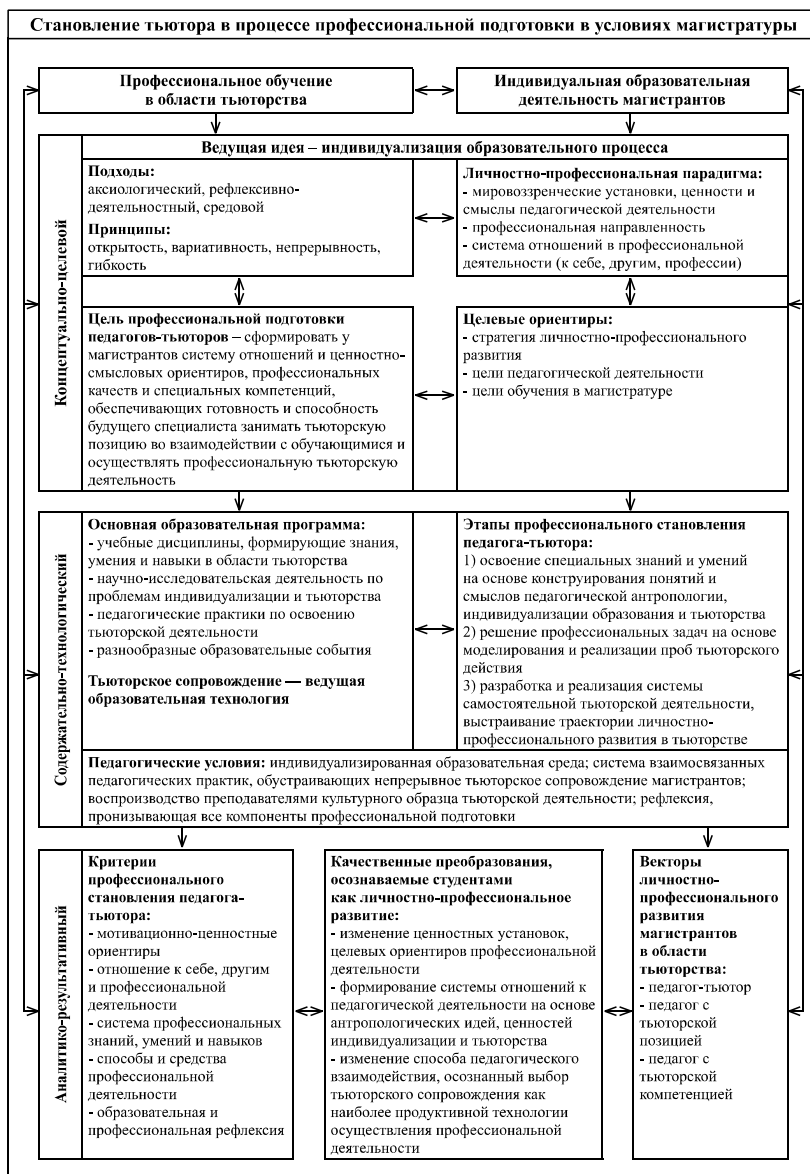 Становление тьютора в процессе профессиональной подготовки в условиях магистратуры
Профессиональное обучение
в области тьюторства
Индивидуальная образовательная
деятельность магистрантов
Концептуально-целевой
Ведущая идея – индивидуализация образовательного процесса
Подходы:
аксиологический, рефлексивно-
деятельностный, средовой
Принципы:
открытость, вариативность, непрерывность,
гибкость
Личностно-профессиональная парадигма:
- мировоззренческие установки, ценности и
смыслы педагогической деятельности
- профессиональная направленность
- система отношений в профессиональной
деятельности (к себе, другим, профессии)
Цель профессиональной подготовки
педагогов-тьюторов – сформировать у
магистрантов систему отношений и ценностно-
смысловых ориентиров, профессиональных
качеств и специальных компетенций,
обеспечивающих готовность и способность
будущего специалиста занимать тьюторскую
позицию во взаимодействии с обучающимися и
осуществлять профессиональную тьюторскую
деятельность
Целевые ориентиры:
- стратегия личностно-профессионального
развития
- цели педагогической деятельности
- цели обучения в магистратуре
Содержательно-технологический
Основная образовательная программа:
- учебные дисциплины, формирующие знания,
умения и навыки в области тьюторства
- научно-исследовательская деятельность по
проблемам индивидуализации и тьюторства
- педагогические практики по освоению
тьюторской деятельности
- разнообразные образовательные события
Тьюторское сопровождение — ведущая
образовательная технология
Этапы профессионального становления
педагога-тьютора:
1) освоение специальных знаний и умений
на основе конструирования понятий и
смыслов педагогической антропологии,
индивидуализации образования и тьюторства
2) решение профессиональных задач на основе
моделирования и реализации проб тьюторского
действия
3) разработка и реализация системы
самостоятельной тьюторской деятельности,
выстраивание траектории личностно-
профессионального развития в тьюторстве
Педагогические условия: индивидуализированная образовательная среда; система взаимосвязанных
педагогических практик, обустраивающих непрерывное тьюторское сопровождение магистрантов;
воспроизводство преподавателями культурного образца тьюторской деятельности; рефлексия,
пронизывающая все компоненты профессиональной подготовки
Аналитико-результативный
Критерии
профессионального
становления педагога-
тьютора:
- мотивационно-ценностные
ориентиры
- отношение к себе, другим
и профессиональной
деятельности
- система профессиональных
знаний, умений и навыков
- способы и средства
профессиональной
деятельности
- образовательная и
профессиональная рефлексия
Качественные преобразования,
осознаваемые студентами
как личностно-профессиональное
развитие:
- изменение ценностных установок,
целевых ориентиров профессиональной
деятельности
- формирование системы отношений к
педагогической деятельности на основе
антропологических идей, ценностей
индивидуализации и тьюторства
- изменение способа педагогического
взаимодействия, осознанный выбор
тьюторского сопровождения как
наиболее продуктивной технологии
осуществления профессиональной
деятельности
Векторы
личностно-
профессионального
развития
магистрантов
в области
тьюторства:
- педагог-тьютор
- педагог с
тьюторской
позицией
- педагог с
тьюторской
компетенцией